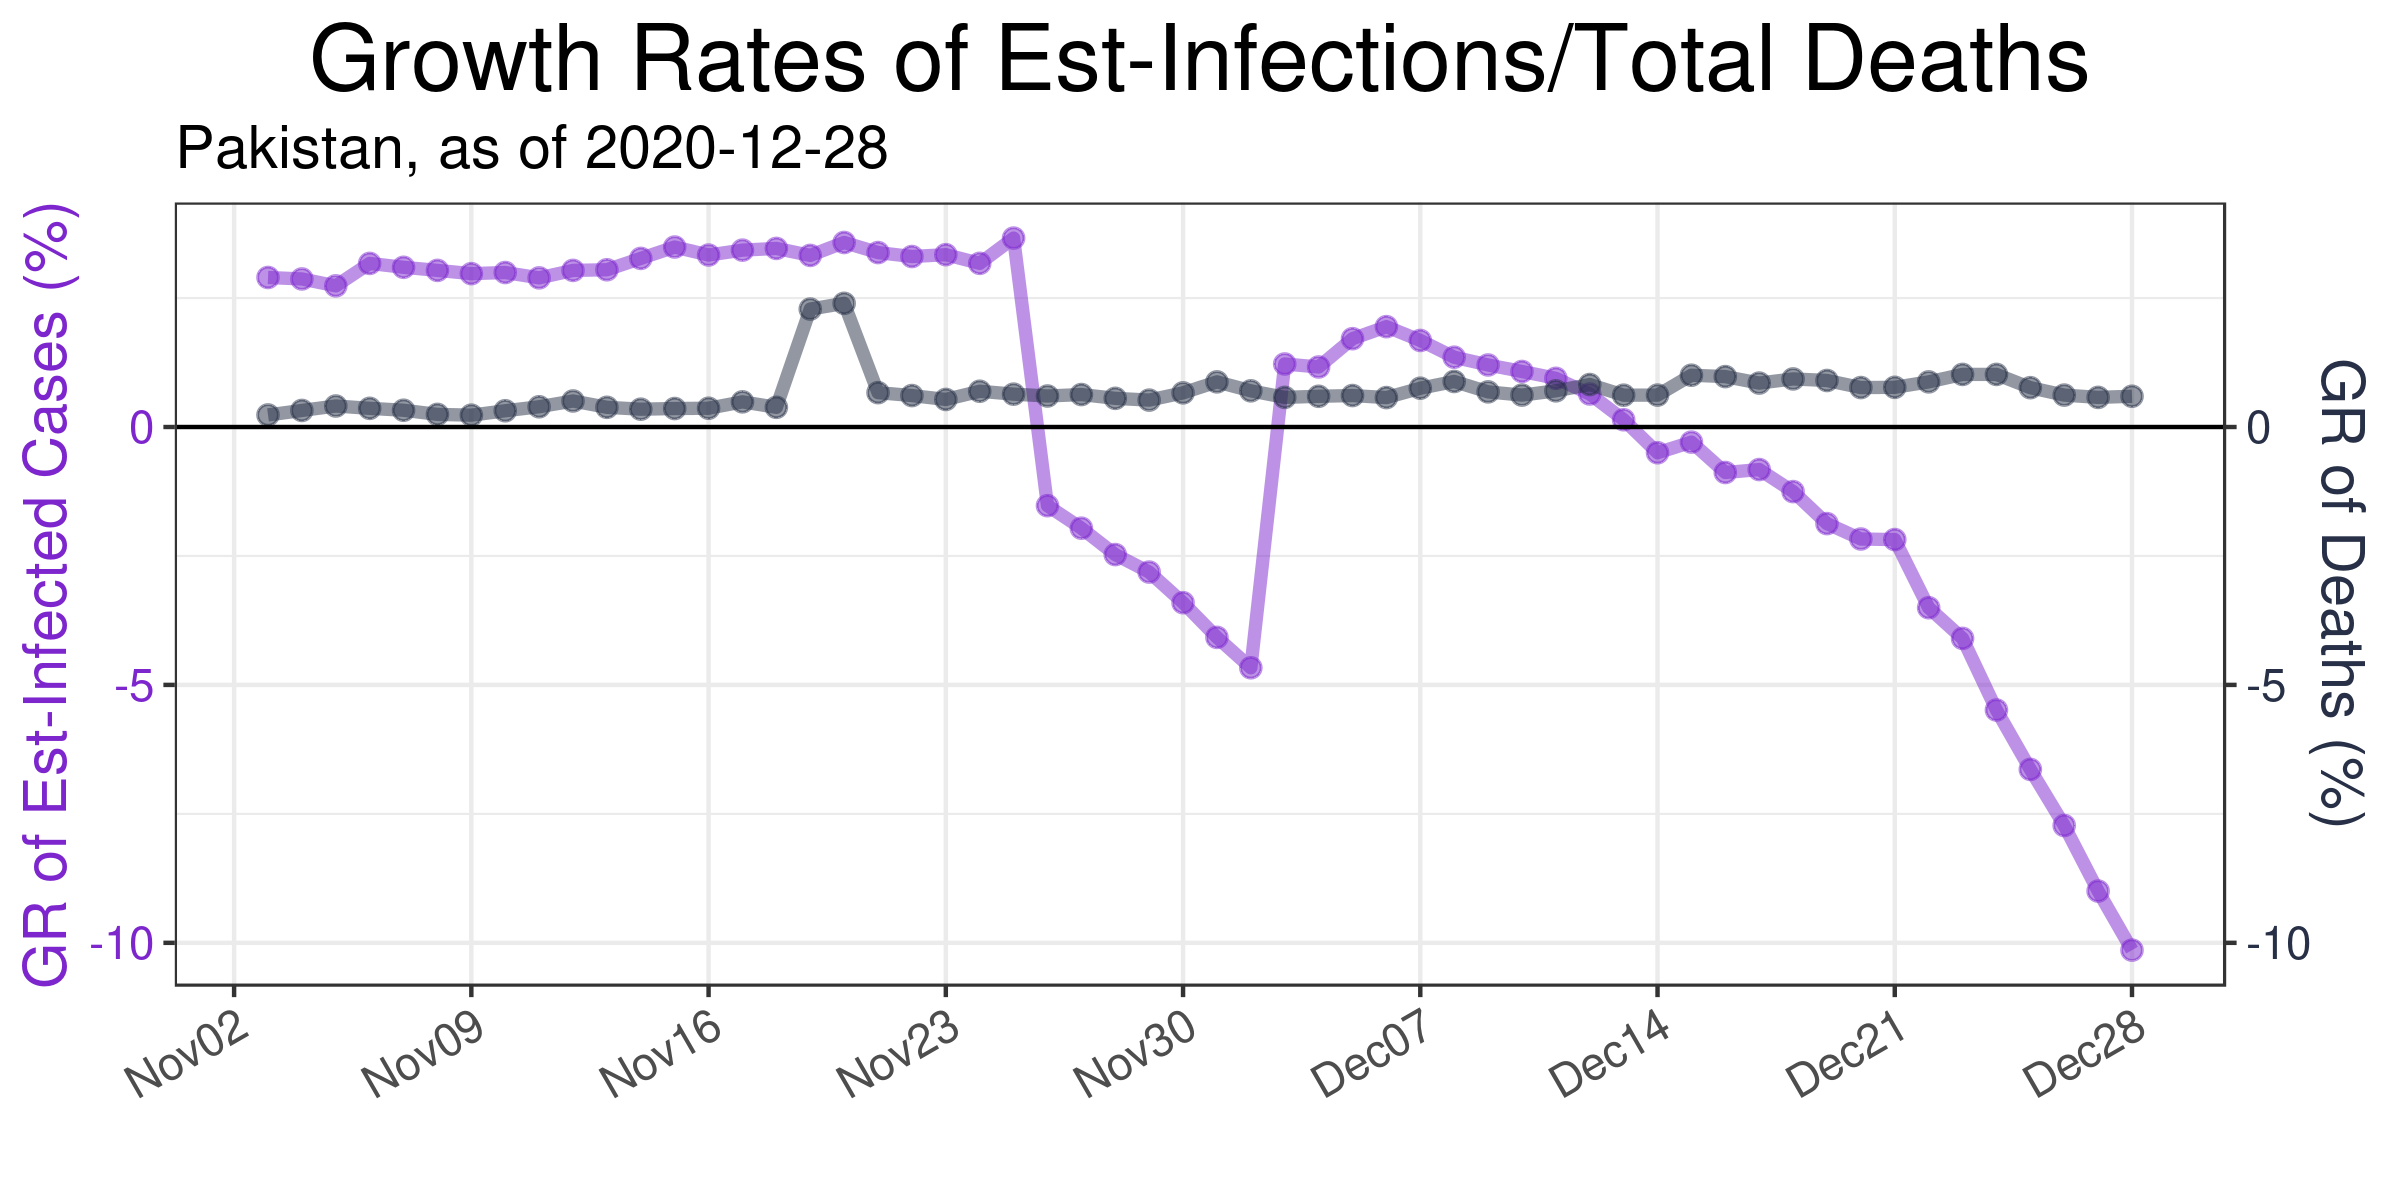 Growth Rates of Est-Infections/Total Deaths
Pakistan, as of 2020-12-28
GR of Est-Infected Cases (%)
0
-5
-10
0
-5
-10
GR of Deaths (%)
Nov02
Nov09
Nov16
Nov23
Nov30
Dec07
Dec14
Dec21
Dec28